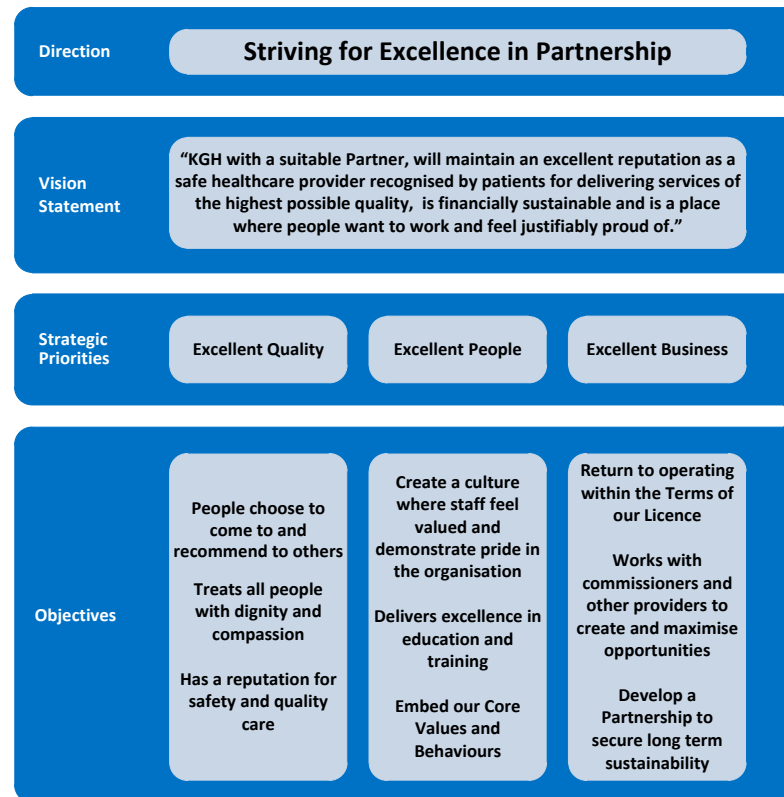 Direction
Striving for Excellence in Partnership
Vision
Statement
“KGH with a suitable Partner, will maintain an excellent reputation as a
safe healthcare provider recognised by patients for delivering services of
the highest possible quality,  is financially sustainable and is a place
where people want to work and feel justifiably proud of.”
Strategic
Priorities
Excellent Quality
Excellent People
Excellent Business
Objectives
People choose to
come to and
recommend to others
Treats all people
with dignity and
compassion
Has a reputation for
safety and quality
care
Create a culture
where staff feel
valued and
demonstrate pride in
the organisation
Delivers excellence in
education and
training
Embed our Core
Values and
Behaviours
Return to operating
within the Terms of
our Licence
Works with
commissioners and
other providers to
create and maximise
opportunities
Develop a
Partnership to
secure long term
sustainability